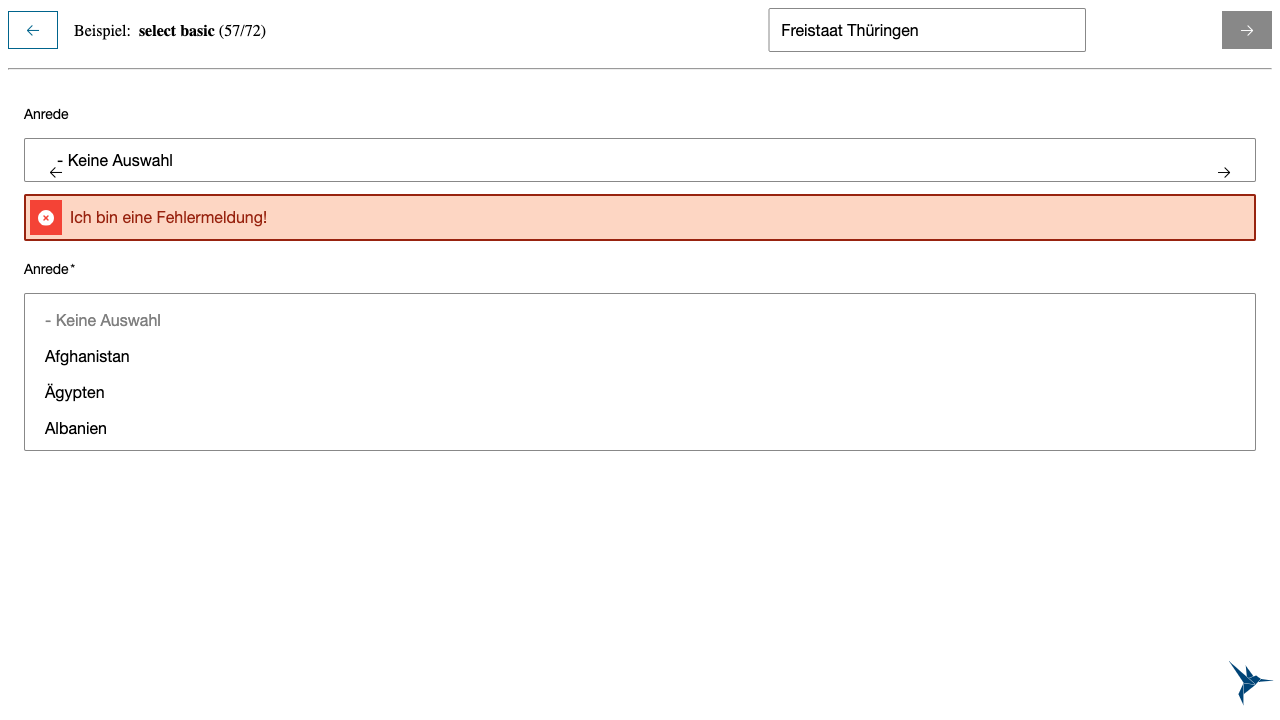 Beispiel: select basic (57/72)
Freistaat Thüringen
Anrede
- Keine Auswahl
Ich bin eine Fehlermeldung!
Anrede*
- Keine Auswahl
Afghanistan
Ägypten
Albanien